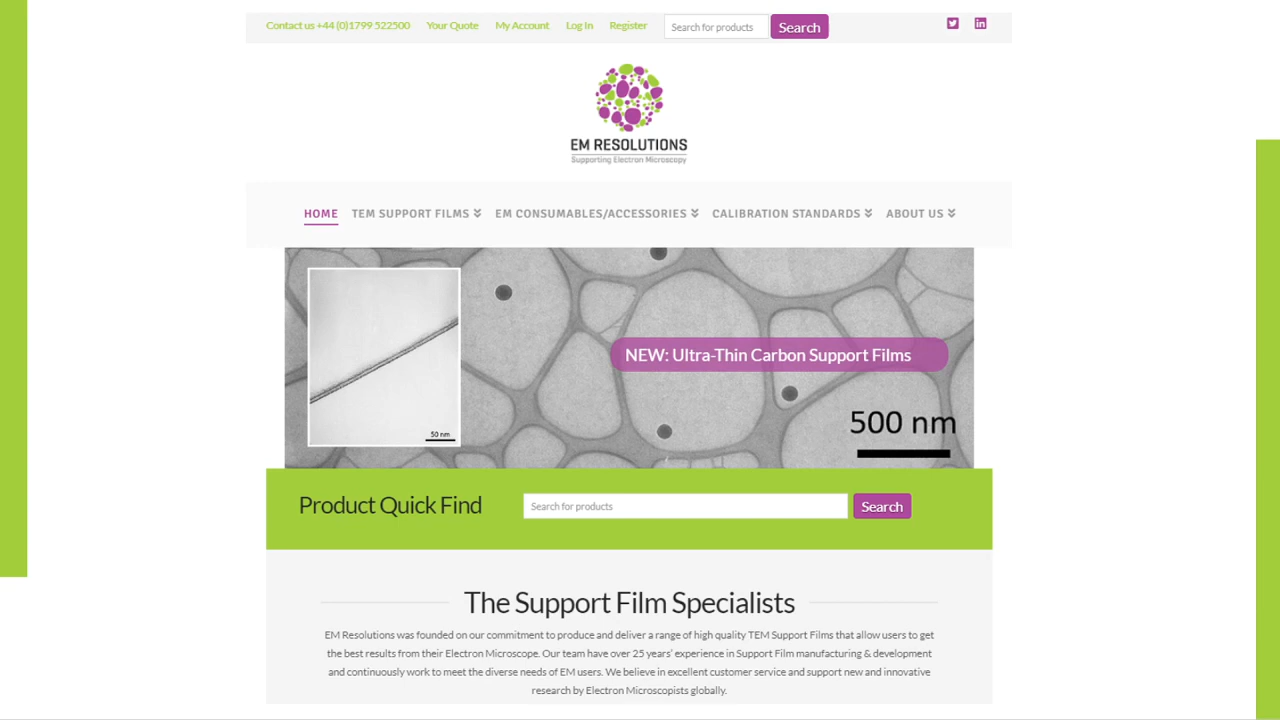 Contact us +44 (0)1799 522500 Your Quote My Account Log In Register Search for products Search
EM RESOLUTIONS
Supporting Electron Microscopy
HOME TEM SUPPORT FILMS EM CONSUMABLES/ACCESSORIES CALIBRATION STANDARDS ABOUT US
NEW: Ultra-Thin Carbon Support Films
500 nm
50 nm
Product Quick Find Search for products Search
The Support Film Specialists
EM Resolutions was founded on our commitment to produce and deliver a range of high quality TEM Support Films that allow users to get
the best results from their Electron Microscope. Our team have over 25 years' experience in Support Film manufacturing & development
and continuously work to meet the diverse needs of EM users. We believe in excellent customer service and support new and innovative
research by Electron Microscopists globally.